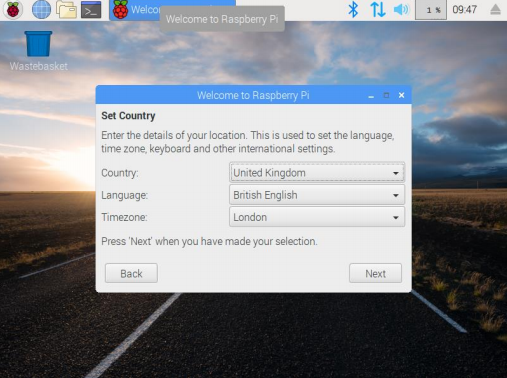 Welco
Welcome to Raspberry Pi
1 %
09:47
Wastebasket
Welcome to Raspberry Pi
Set Country
Enter the details of your location. This is used to set the language,
time zone, keyboard and other international settings.
Country:
United Kingdom
Language:
British English
Timezone:
London
Press 'Next' when you have made your selection.
Back
Next